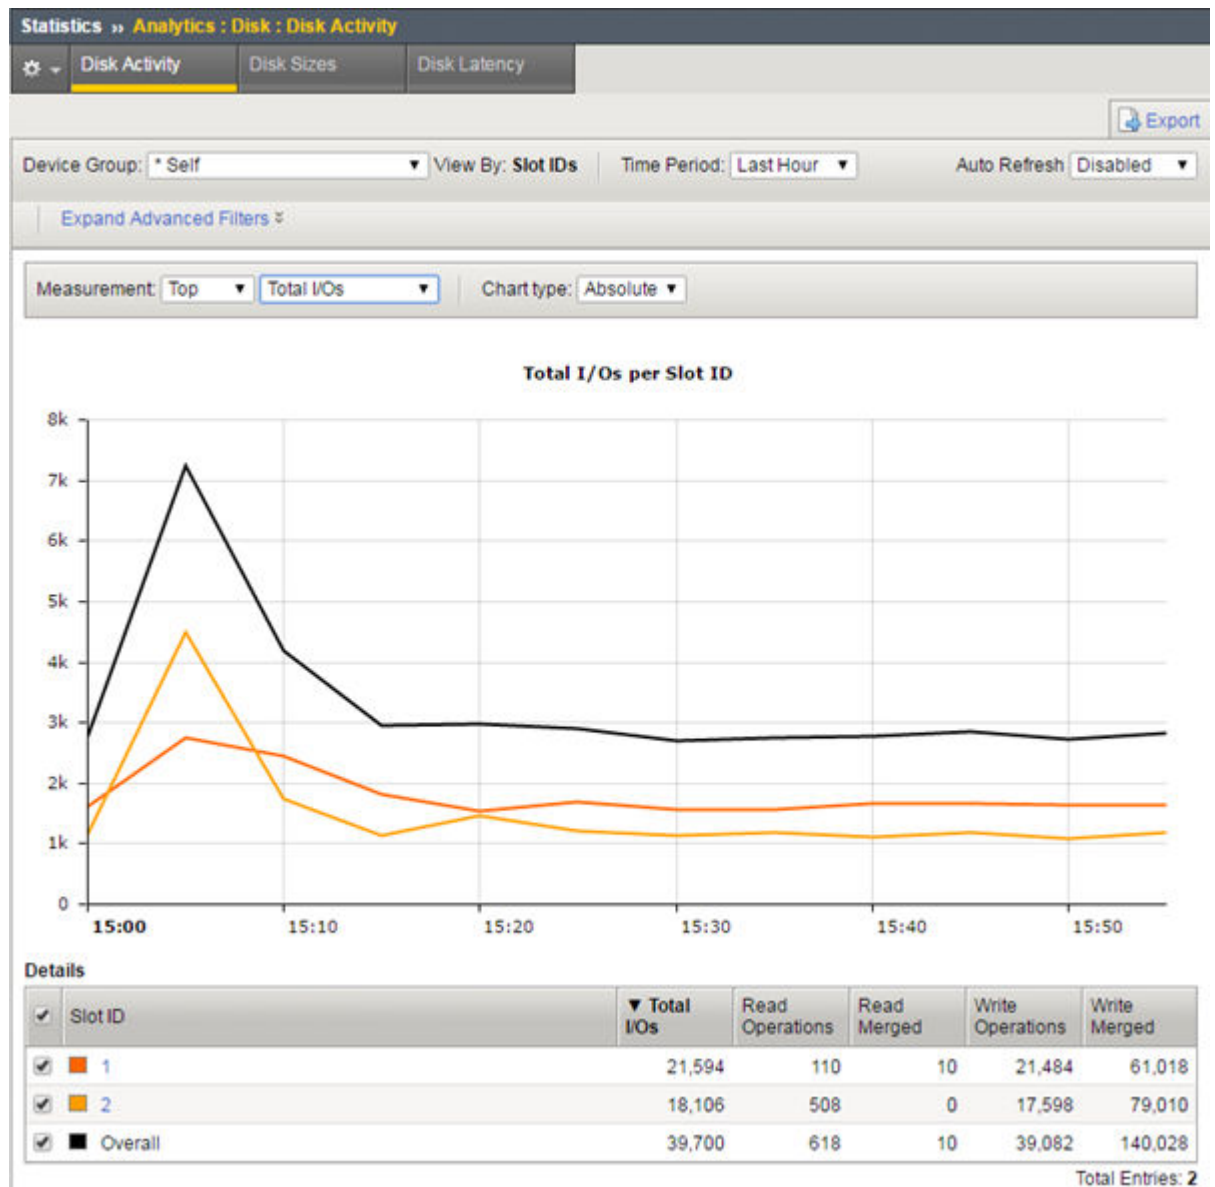 Statistics ›› Analytics : Disk : Disk Activity
Disk Activity Disk Sizes Disk Latency
Export
Device Group: * Self View By: Slot IDs Time Period: Last Hour Auto Refresh Disabled
Expand Advanced Filters
Measurement: Top Total I/Os Chart type: Absolute
Total I/Os per Slot ID
8k
7k
6k
5k
4k
3k
2k
1k
0
15:00 15:10 15:20 15:30 15:40 15:50
Details
Slot ID ▼ Total I/Os Read Operations Read Merged Write Operations Write Merged
1 21,594 110 10 21,484 61,018
2 18,106 508 0 17,598 79,010
Overall 39,700 618 10 39,082 140,028
Total Entries: 2